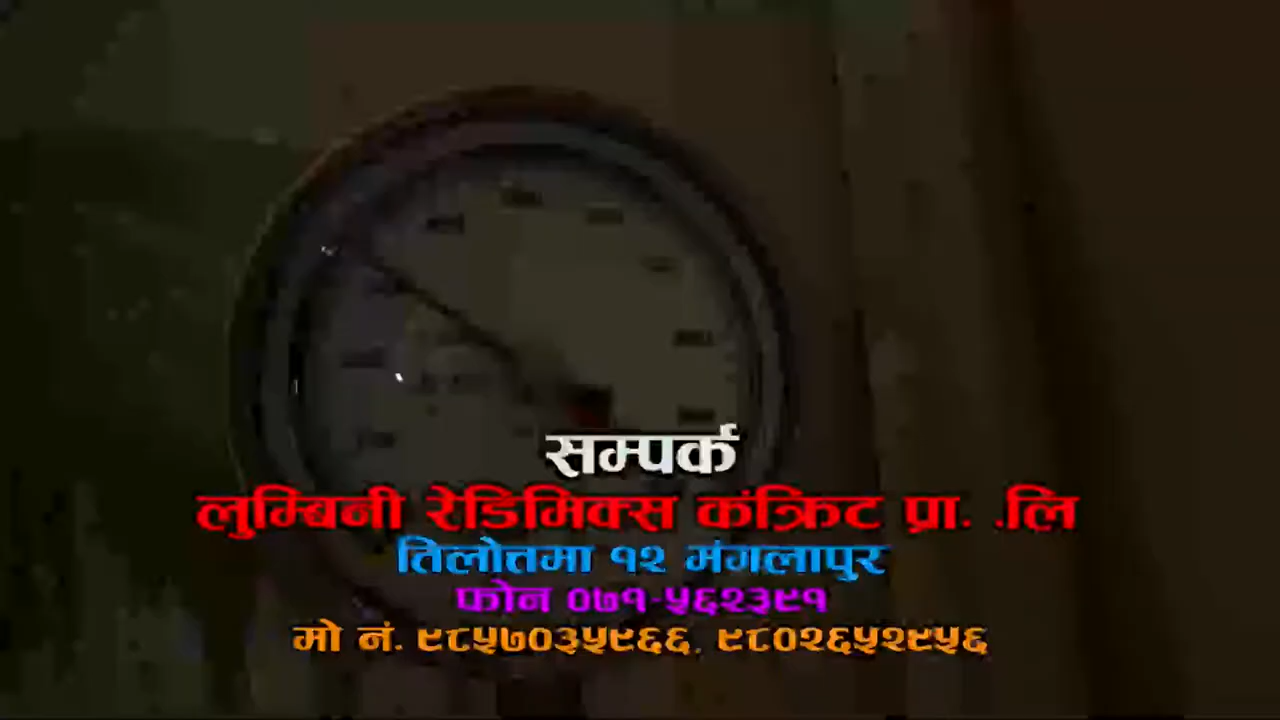 सम्पर्क
लुम्बिनी रेडिमिक्स कंक्रिट प्रा. .लि
तिलोत्तमा १२ मंगलापुर
फोन ०७१-५६२३९१
मो नं. ९८५७०३५९६६, ९८०२६५२९५६